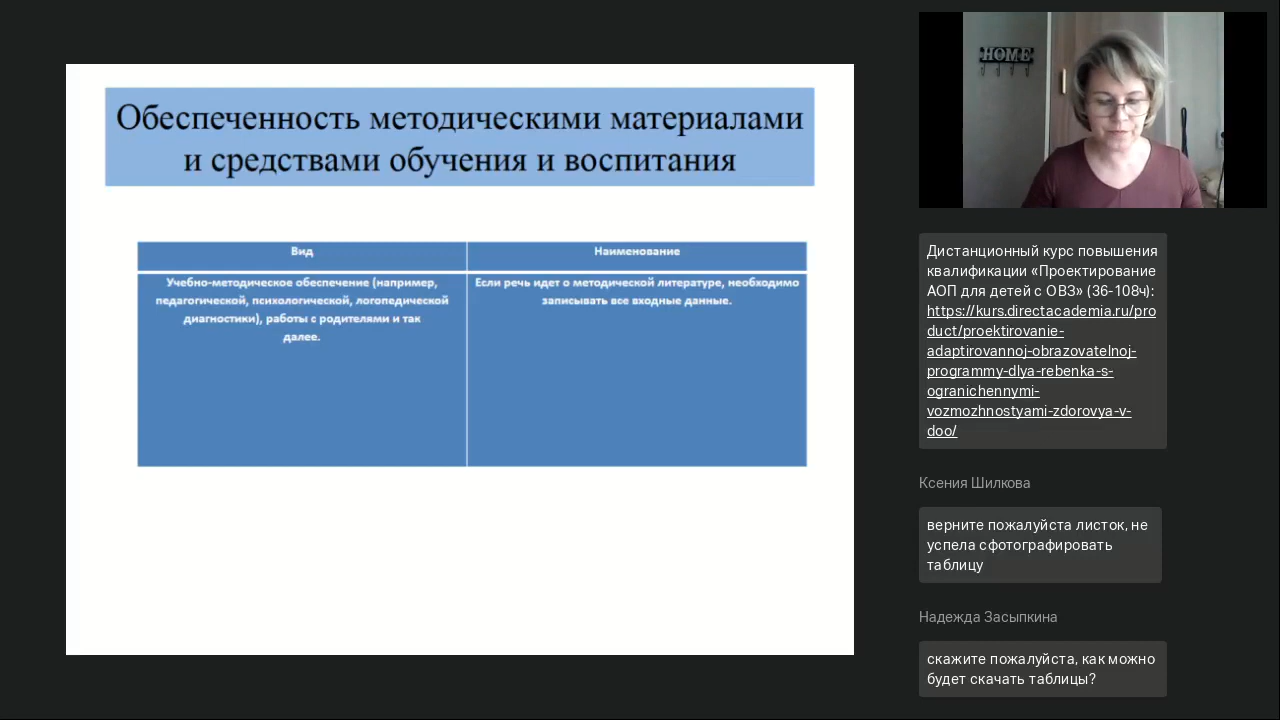 Обеспеченность методическими материалами
и средствами обучения и воспитания
Вид
Наименование
Учебно-методическое обеспечение (например,
педагогической, психологической, логопедической
диагностики), работы с родителями и так
далее.
Если речь идет о методической литературе, необходимо
записывать все входные данные.
HOME
Дистанционный курс повышения
квалификации «Проектирование
АОП для детей с ОВЗ» (36-108ч):
https://kurs.directacademia.ru/pro
duct/proektirovanie-
adaptirovannoj-obrazovatelnoj-
programmy-dlya-rebenka-s-
ogranichennymi-
vozmozhnostyami-zdorovya-v-
doo/
Ксения Шилкова
верните пожалуйста листок, не
успела сфотографировать
таблицу
Надежда Засыпкина
скажите пожалуйста, как можно
будет скачать таблицы?